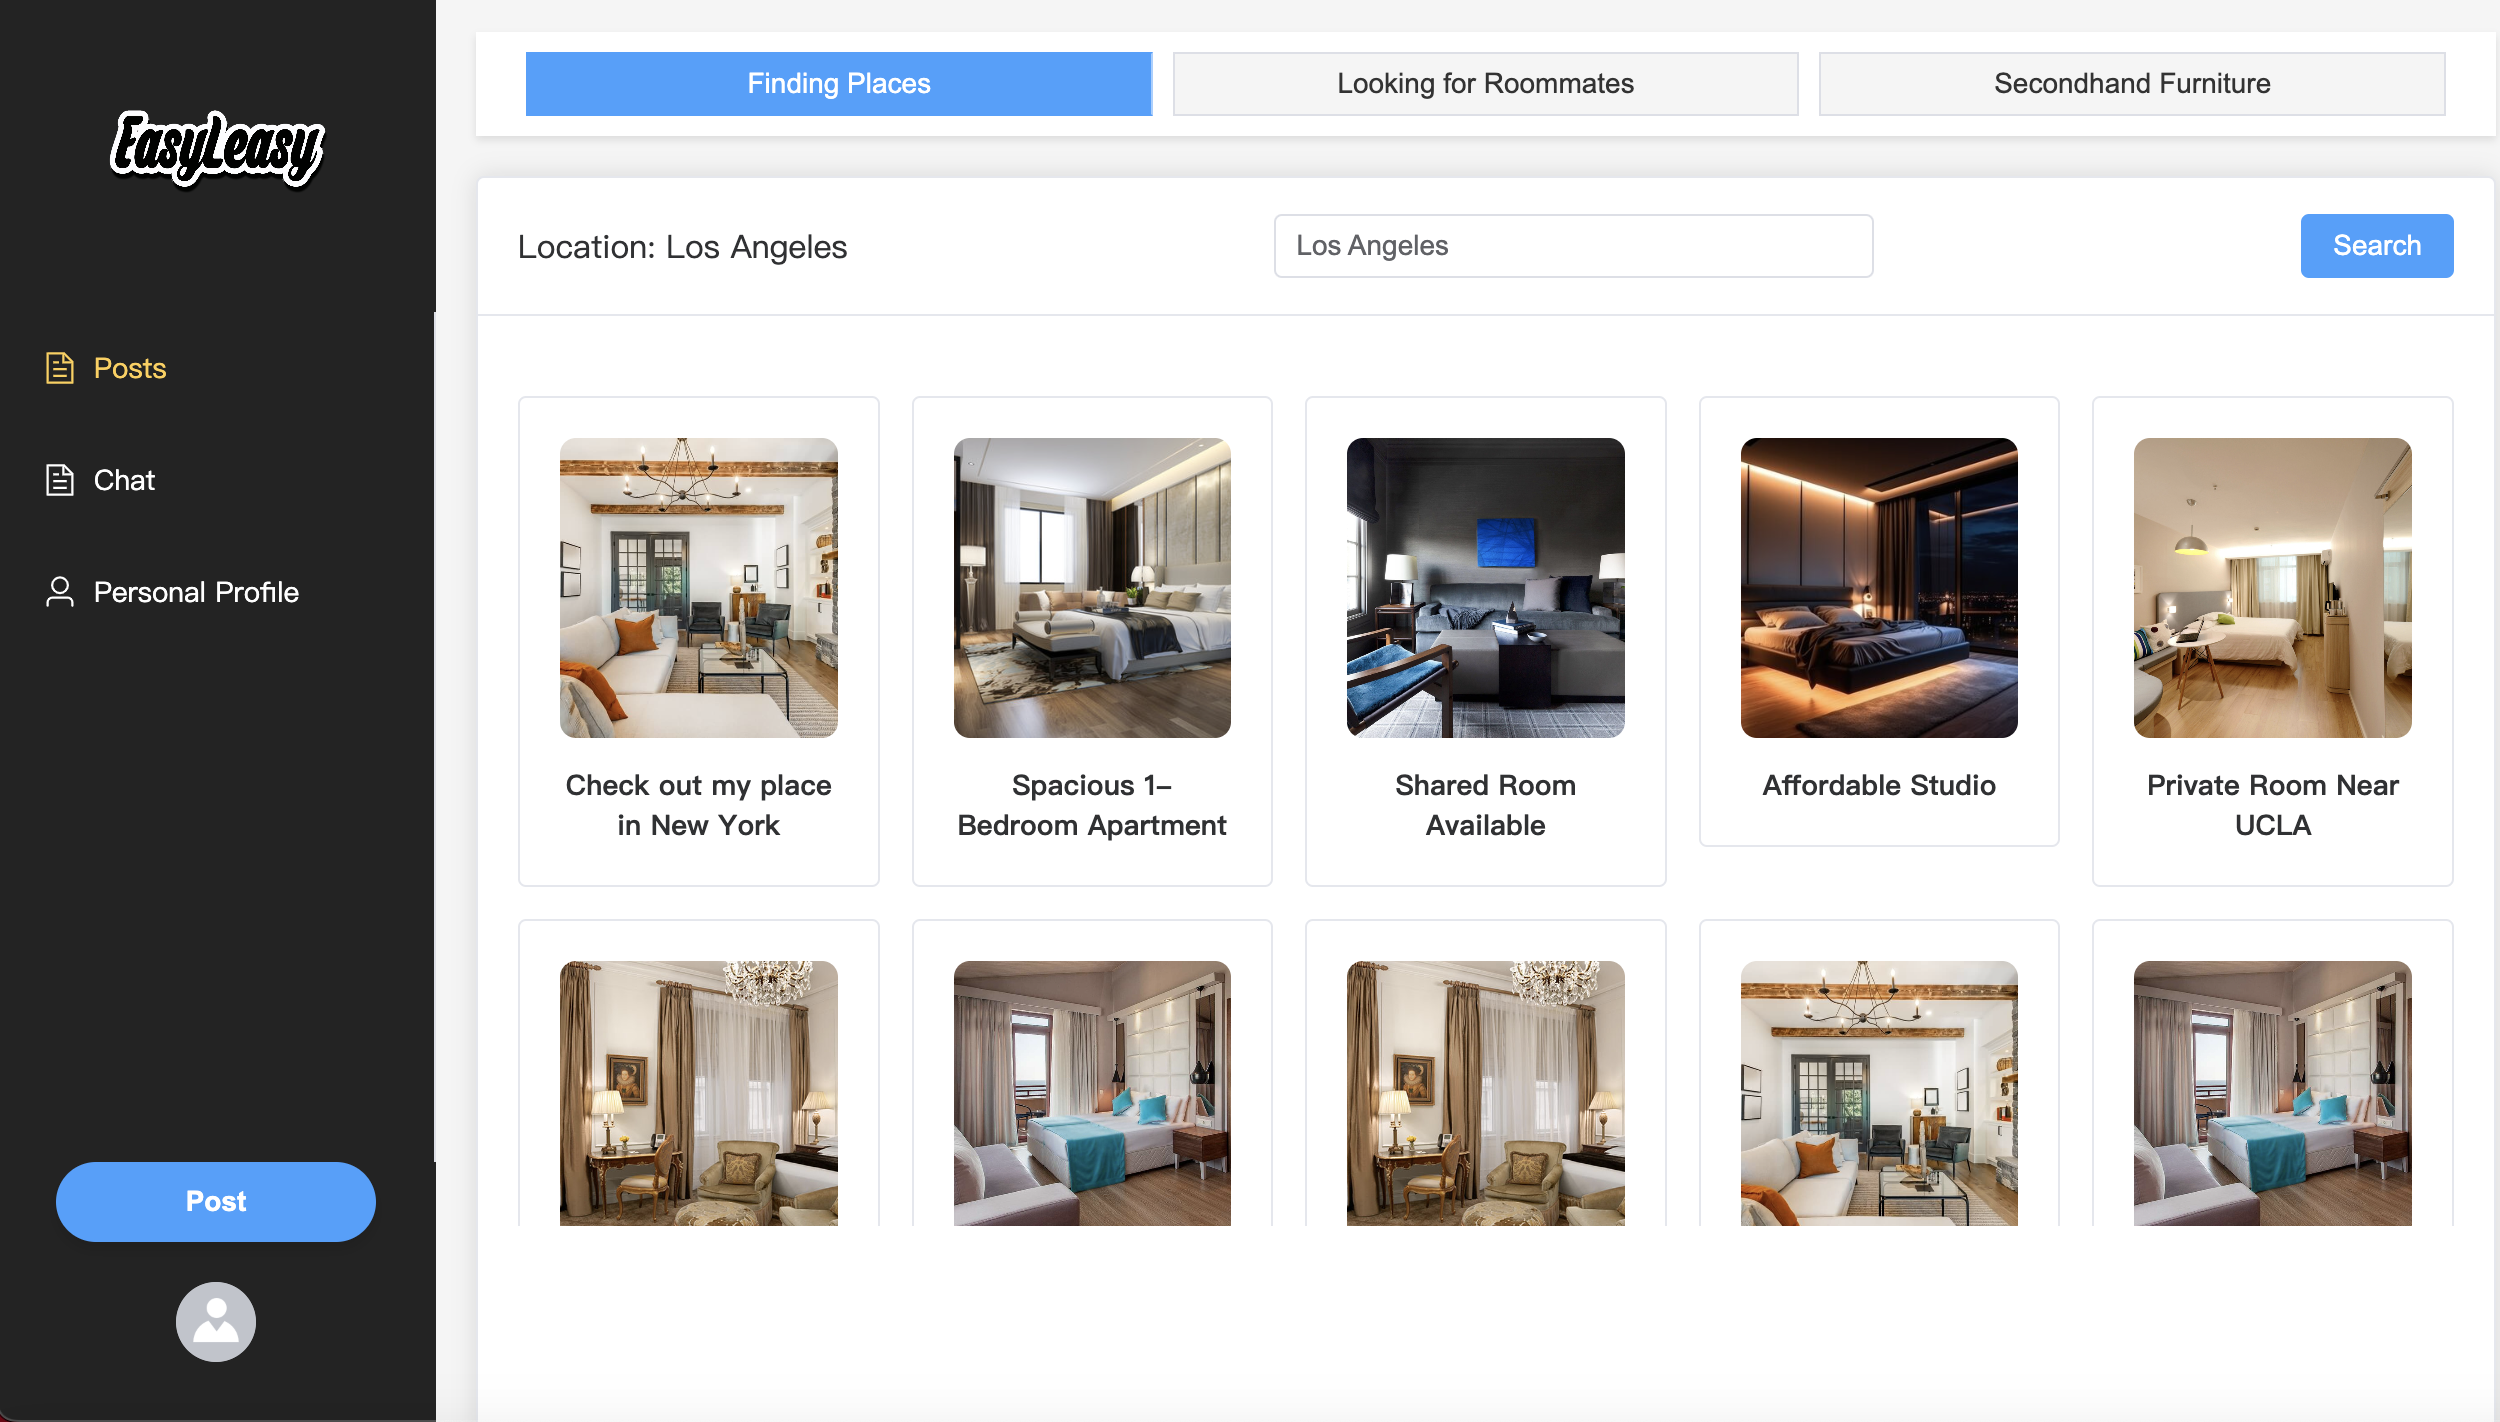 EasyLeasy
Posts
Chat
Personal Profile
Post
Finding Places
Looking for Roommates
Secondhand Furniture
Location: Los Angeles
Los Angeles
Search
Check out my place
in New York
Spacious 1-
Bedroom Apartment
Shared Room
Available
Affordable Studio
Private Room Near
UCLA